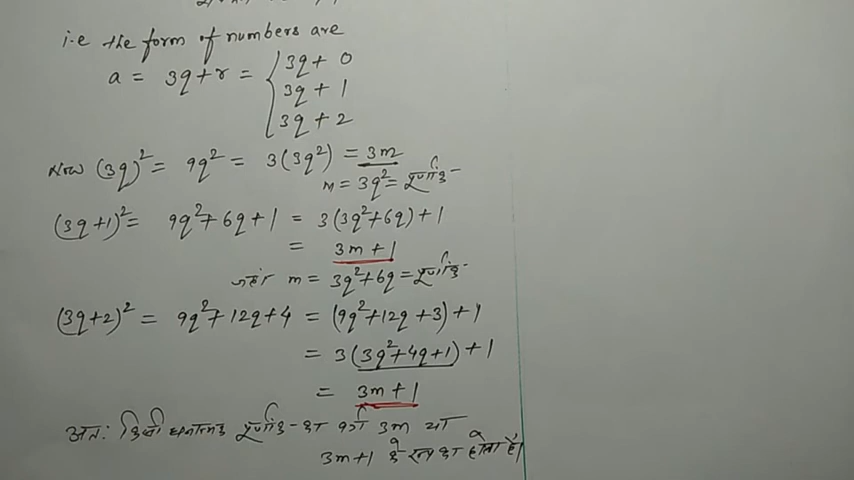 i.e the form of numbers are
a = 3q+r = { 3q + 0
3q + 1
3q + 2
Now (3q)² = 9q² = 3(3q²) = 3m
m = 3q² = पूर्णांक
(3q+1)² = 9q²+6q+1 = 3(3q²+6q)+1
= 3m+1
जहां m = 3q²+6q = पूर्णांक
(3q+2)² = 9q²+12q+4 = (9q²+12q+3)+1
= 3(3q²+4q+1)+1
= 3m+1
अतः किसी धनात्मक पूर्णांक का वर्ग 3m या
3m+1 के रूप का होता है।